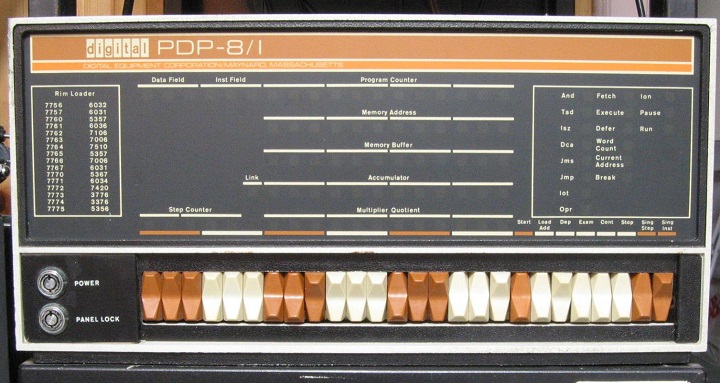 digital PDP-8/I
DIGITAL EQUIPMENT CORPORATION/MAYNARD, MASSACHUSETTS
Rim Loader
7756 6032
7757 6031
7760 5357
7761 6036
7762 7106
7763 7006
7764 7510
7765 5357
7766 7006
7767 6031
7770 5367
7771 6034
7772 7420
7773 3776
7774 3376
7775 5356
Data Field Inst Field Program Counter
Memory Address
Memory Buffer
Link Accumulator
Step Counter Multiplier Quotient
And Fetch Ion
Tad Execute Pause
Isz Defer Run
Dca Word Count
Jms Current Address
Jmp Break
Iot
Opr
Start Load Add Dep Exam Cont Stop Sing Step Sing Inst
POWER
PANEL LOCK